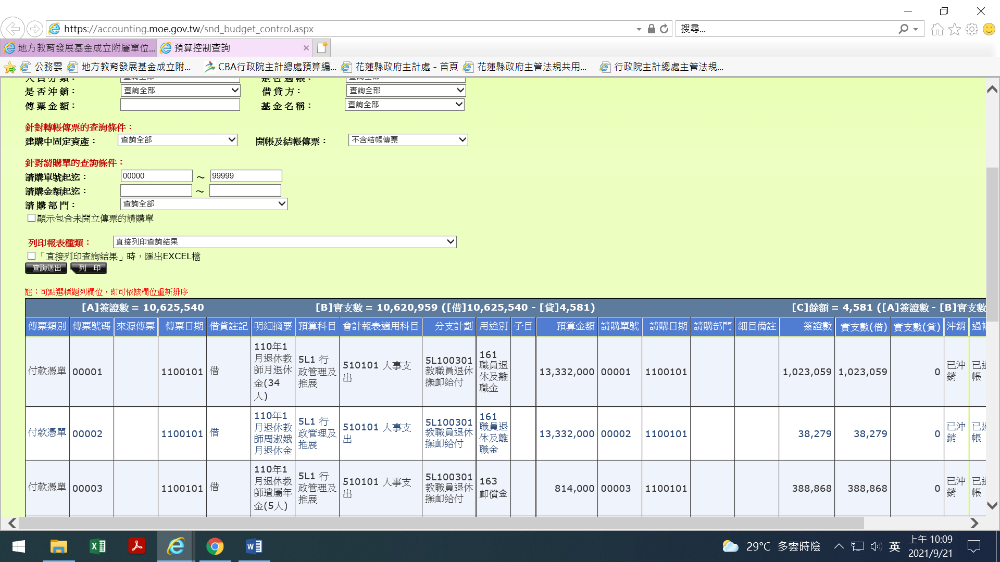 https://accounting.moe.gov.tw/snd_budget_control.aspx
搜尋...
地方教育發展基金成立附屬單位...
預算控制查詢
公務雲
地方教育發展基金成立附...
CBA行政院主計總處預算編...
花蓮縣政府主計處 - 首頁
花蓮縣政府主管法規共用...
行政院主計總處主管法規...
是否沖銷： 查詢全部 借貸方： 查詢全部
傳票金額： 基金名稱： 查詢全部
針對轉帳傳票的查詢條件：
建購中固定資產： 查詢全部 開帳及結帳傳票： 不含結帳傳票
針對請購單的查詢條件：
請購單號起迄： 00000 ～ 99999
請購金額起迄： ～
請購部門： 查詢全部
顯示包含未開立傳票的請購單
列印報表種類： 直接列印查詢結果
「直接列印查詢結果」時，匯出EXCEL檔
查詢送出 列 印
註：可點選標題列欄位，即可依該欄位重新排序
[A]簽證數 = 10,625,540 [B]實支數 = 10,620,959 ([借]10,625,540 - [貸]4,581) [C]餘額 = 4,581 ([A]簽證數 - [B]實支數
傳票類別 傳票號碼 來源傳票 傳票日期 借貸註記 明細摘要 預算科目 會計報表適用科目 分支計劃 用途別 子目 預算金額 請購單號 請購日期 請購部門 細目備註 簽證數 實支數(借) 實支數(貸) 沖銷 過帳
付款憑單 00001 1100101 借 110年1月退休教師月退休金(34人) 5L1 行政管理及推展 510101 人事支出 5L100301 教職員退休撫卹給付 161 職員退休及離職金 13,332,000 00001 1100101 1,023,059 1,023,059 0 已沖銷 已過帳
付款憑單 00002 1100101 借 110年1月退休教師周淑娥月退休金 5L1 行政管理及推展 510101 人事支出 5L100301 教職員退休撫卹給付 161 職員退休及離職金 13,332,000 00002 1100101 38,279 38,279 0 已沖銷 已過帳
付款憑單 00003 1100101 借 110年1月退休教師遺屬年金(5人) 5L1 行政管理及推展 510101 人事支出 5L100301 教職員退休撫卹給付 163 卹償金 814,000 00003 1100101 388,868 388,868 0 已沖銷 已過帳
29°C 多雲時陰
英
上午 10:09
2021/9/21